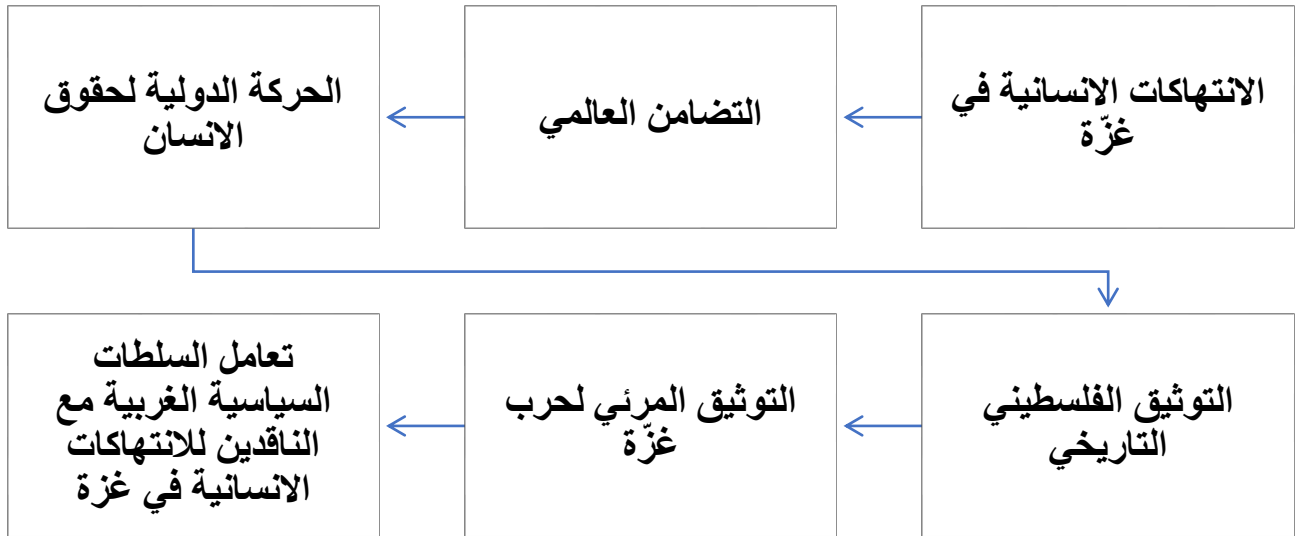 الانتهاكات الانسانية في
غزّة
التضامن العالمي
الحركة الدولية لحقوق
الانسان
التوثيق الفلسطيني
التاريخي
التوثيق المرئي لحرب
غزّة
تعامل السلطات
السياسية الغربية مع
الناقدين للانتهاكات
الانسانية في غزة